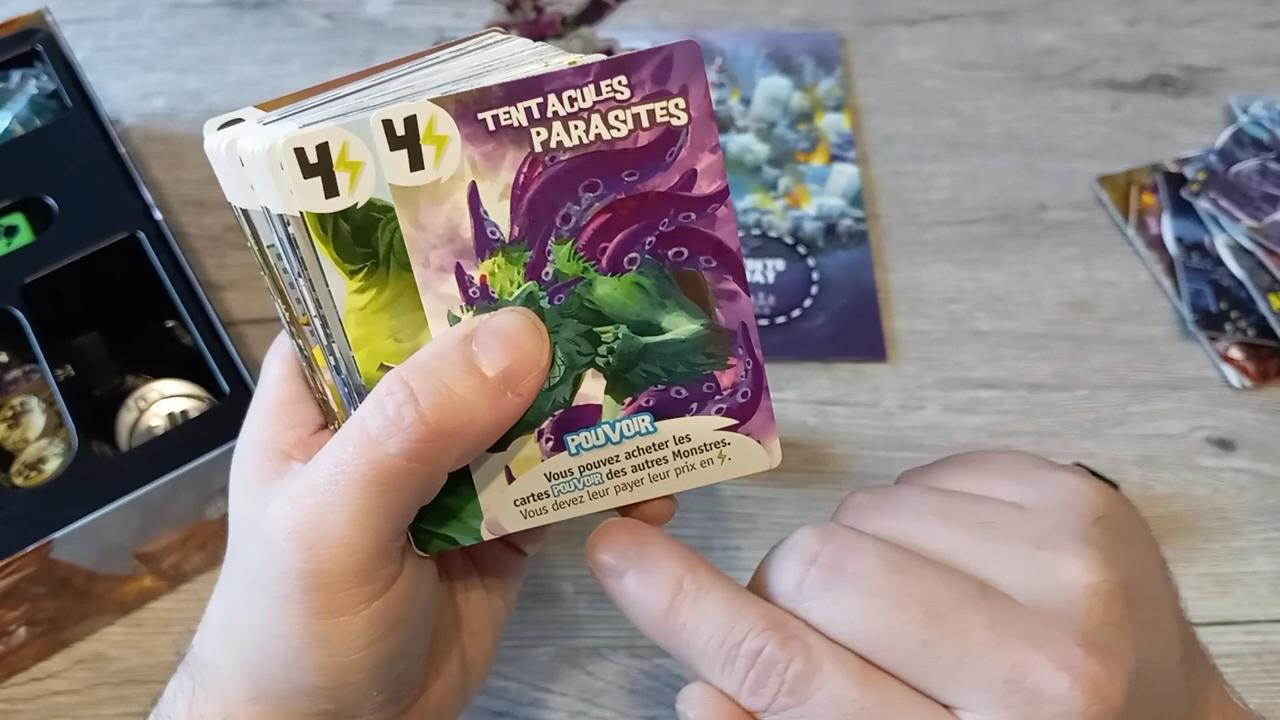 4
4
TENTACULES
PARASITES
POUVOIR
Vous pouvez acheter les
cartes POUVOIR des autres Monstres.
Vous devez leur payer leur prix en